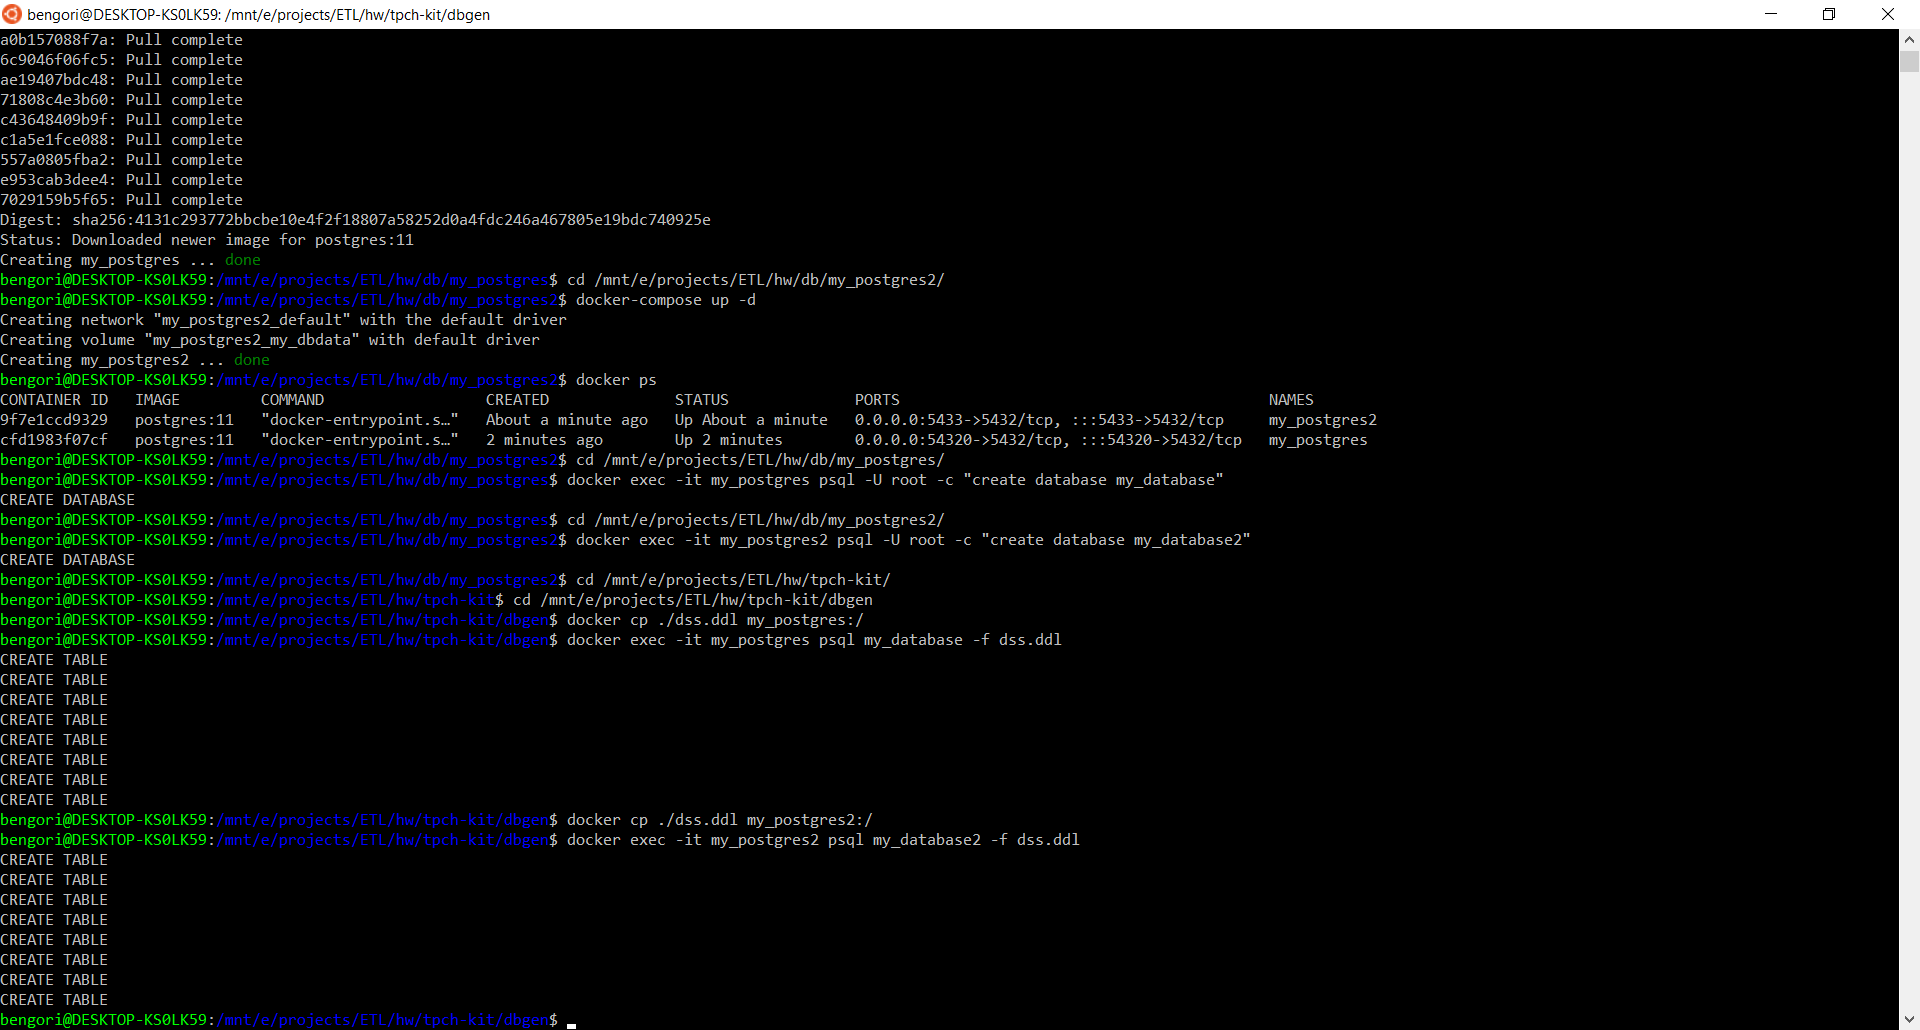 bengori@DESKTOP-KS0LK59: /mnt/e/projects/ETL/hw/tpch-kit/dbgen
a0b157088f7a: Pull complete
6c9046f06fc5: Pull complete
ae19407bdc48: Pull complete
71808c4e3b60: Pull complete
c43648409b9f: Pull complete
c1a5e1fce088: Pull complete
557a0805fba2: Pull complete
e953cab3dee4: Pull complete
7029159b5f65: Pull complete
Digest: sha256:4131c293772bbcbe10e4f2f18807a58252d0a4fdc246a467805e19bdc740925e
Status: Downloaded newer image for postgres:11
Creating my_postgres ... done
bengori@DESKTOP-KS0LK59:/mnt/e/projects/ETL/hw/db/my_postgres$ cd /mnt/e/projects/ETL/hw/db/my_postgres2/
bengori@DESKTOP-KS0LK59:/mnt/e/projects/ETL/hw/db/my_postgres2$ docker-compose up -d
Creating network "my_postgres2_default" with the default driver
Creating volume "my_postgres2_my_dbdata" with default driver
Creating my_postgres2 ... done
bengori@DESKTOP-KS0LK59:/mnt/e/projects/ETL/hw/db/my_postgres2$ docker ps
CONTAINER ID   IMAGE         COMMAND                  CREATED              STATUS              PORTS                                         NAMES
9f7e1ccd9329   postgres:11   "docker-entrypoint.s…"   About a minute ago   Up About a minute   0.0.0.0:5433->5432/tcp, :::5433->5432/tcp     my_postgres2
cfd1983f07cf   postgres:11   "docker-entrypoint.s…"   2 minutes ago        Up 2 minutes        0.0.0.0:54320->5432/tcp, :::54320->5432/tcp   my_postgres
bengori@DESKTOP-KS0LK59:/mnt/e/projects/ETL/hw/db/my_postgres2$ cd /mnt/e/projects/ETL/hw/db/my_postgres/
bengori@DESKTOP-KS0LK59:/mnt/e/projects/ETL/hw/db/my_postgres$ docker exec -it my_postgres psql -U root -c "create database my_database"
CREATE DATABASE
bengori@DESKTOP-KS0LK59:/mnt/e/projects/ETL/hw/db/my_postgres$ cd /mnt/e/projects/ETL/hw/db/my_postgres2/
bengori@DESKTOP-KS0LK59:/mnt/e/projects/ETL/hw/db/my_postgres2$ docker exec -it my_postgres2 psql -U root -c "create database my_database2"
CREATE DATABASE
bengori@DESKTOP-KS0LK59:/mnt/e/projects/ETL/hw/db/my_postgres2$ cd /mnt/e/projects/ETL/hw/tpch-kit/
bengori@DESKTOP-KS0LK59:/mnt/e/projects/ETL/hw/tpch-kit$ cd /mnt/e/projects/ETL/hw/tpch-kit/dbgen
bengori@DESKTOP-KS0LK59:/mnt/e/projects/ETL/hw/tpch-kit/dbgen$ docker cp ./dss.ddl my_postgres:/
bengori@DESKTOP-KS0LK59:/mnt/e/projects/ETL/hw/tpch-kit/dbgen$ docker exec -it my_postgres psql my_database -f dss.ddl
CREATE TABLE
CREATE TABLE
CREATE TABLE
CREATE TABLE
CREATE TABLE
CREATE TABLE
CREATE TABLE
CREATE TABLE
bengori@DESKTOP-KS0LK59:/mnt/e/projects/ETL/hw/tpch-kit/dbgen$ docker cp ./dss.ddl my_postgres2:/
bengori@DESKTOP-KS0LK59:/mnt/e/projects/ETL/hw/tpch-kit/dbgen$ docker exec -it my_postgres2 psql my_database2 -f dss.ddl
CREATE TABLE
CREATE TABLE
CREATE TABLE
CREATE TABLE
CREATE TABLE
CREATE TABLE
CREATE TABLE
CREATE TABLE
bengori@DESKTOP-KS0LK59:/mnt/e/projects/ETL/hw/tpch-kit/dbgen$